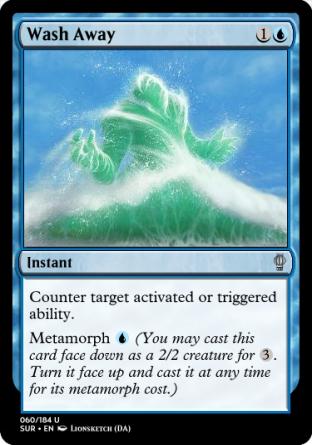 Wash Away 1
Instant
Counter target activated or triggered
ability.
Metamorph (You may cast this
card face down as a 2/2 creature for 3.
Turn it face up and cast it at any time
for its metamorph cost.)
060/184 U
SUR • EN Lionsketch (DA)